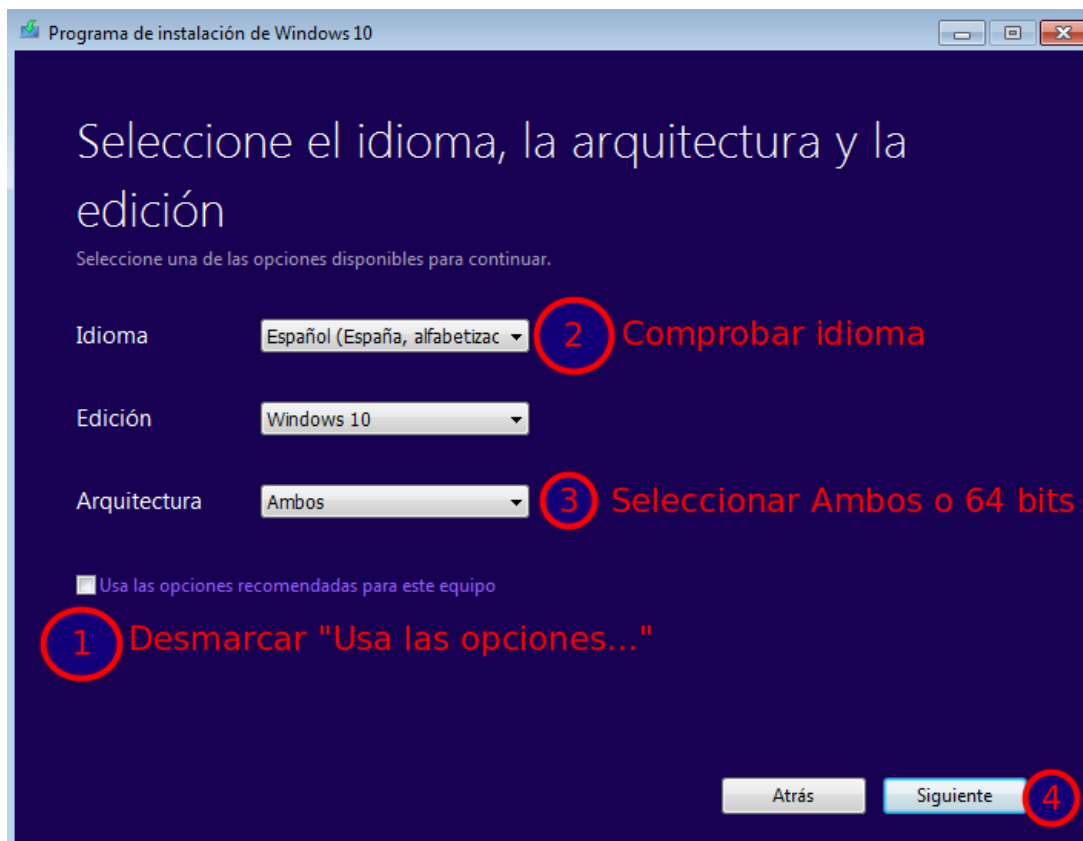 Programa de instalación de Windows 10
Seleccione el idioma, la arquitectura y la
edición
Seleccione una de las opciones disponibles para continuar.
Idioma
Español (España, alfabetizac
2
Comprobar idioma
Edición
Windows 10
Arquitectura
Ambos
3
Seleccionar Ambos o 64 bits
Usa las opciones recomendadas para este equipo
1
Desmarcar "Usa las opciones..."
Atrás
Siguiente
4